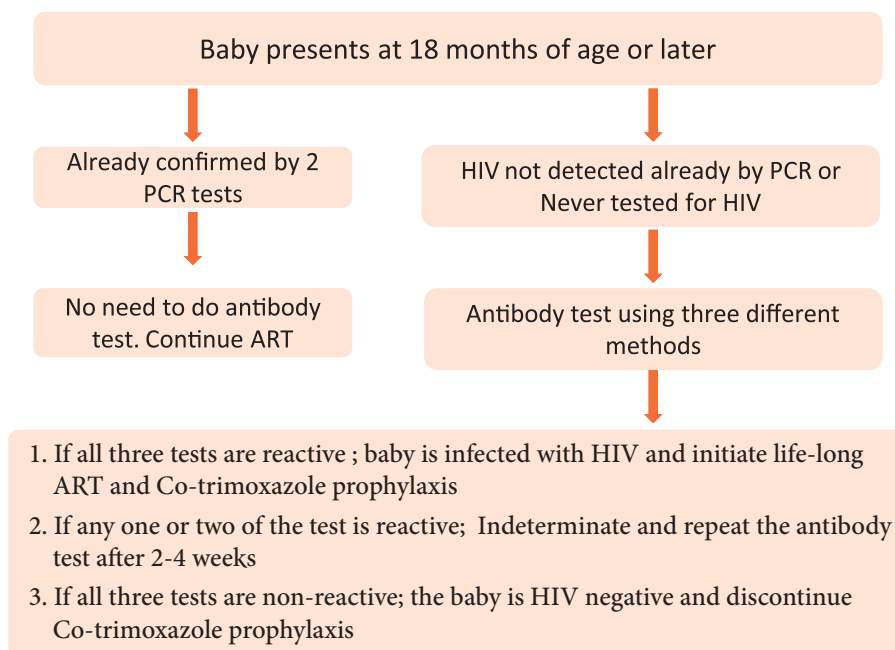 Baby presents at 18 months of age or later
Already confirmed by 2
PCR tests
HIV not detected already by PCR or
Never tested for HIV
No need to do antibody
test. Continue ART
Antibody test using three different
methods
1. If all three tests are reactive ; baby is infected with HIV and initiate life-long
ART and Co-trimoxazole prophylaxis
2. If any one or two of the test is reactive; Indeterminate and repeat the antibody
test after 2-4 weeks
3. If all three tests are non-reactive; the baby is HIV negative and discontinue
Co-trimoxazole prophylaxis